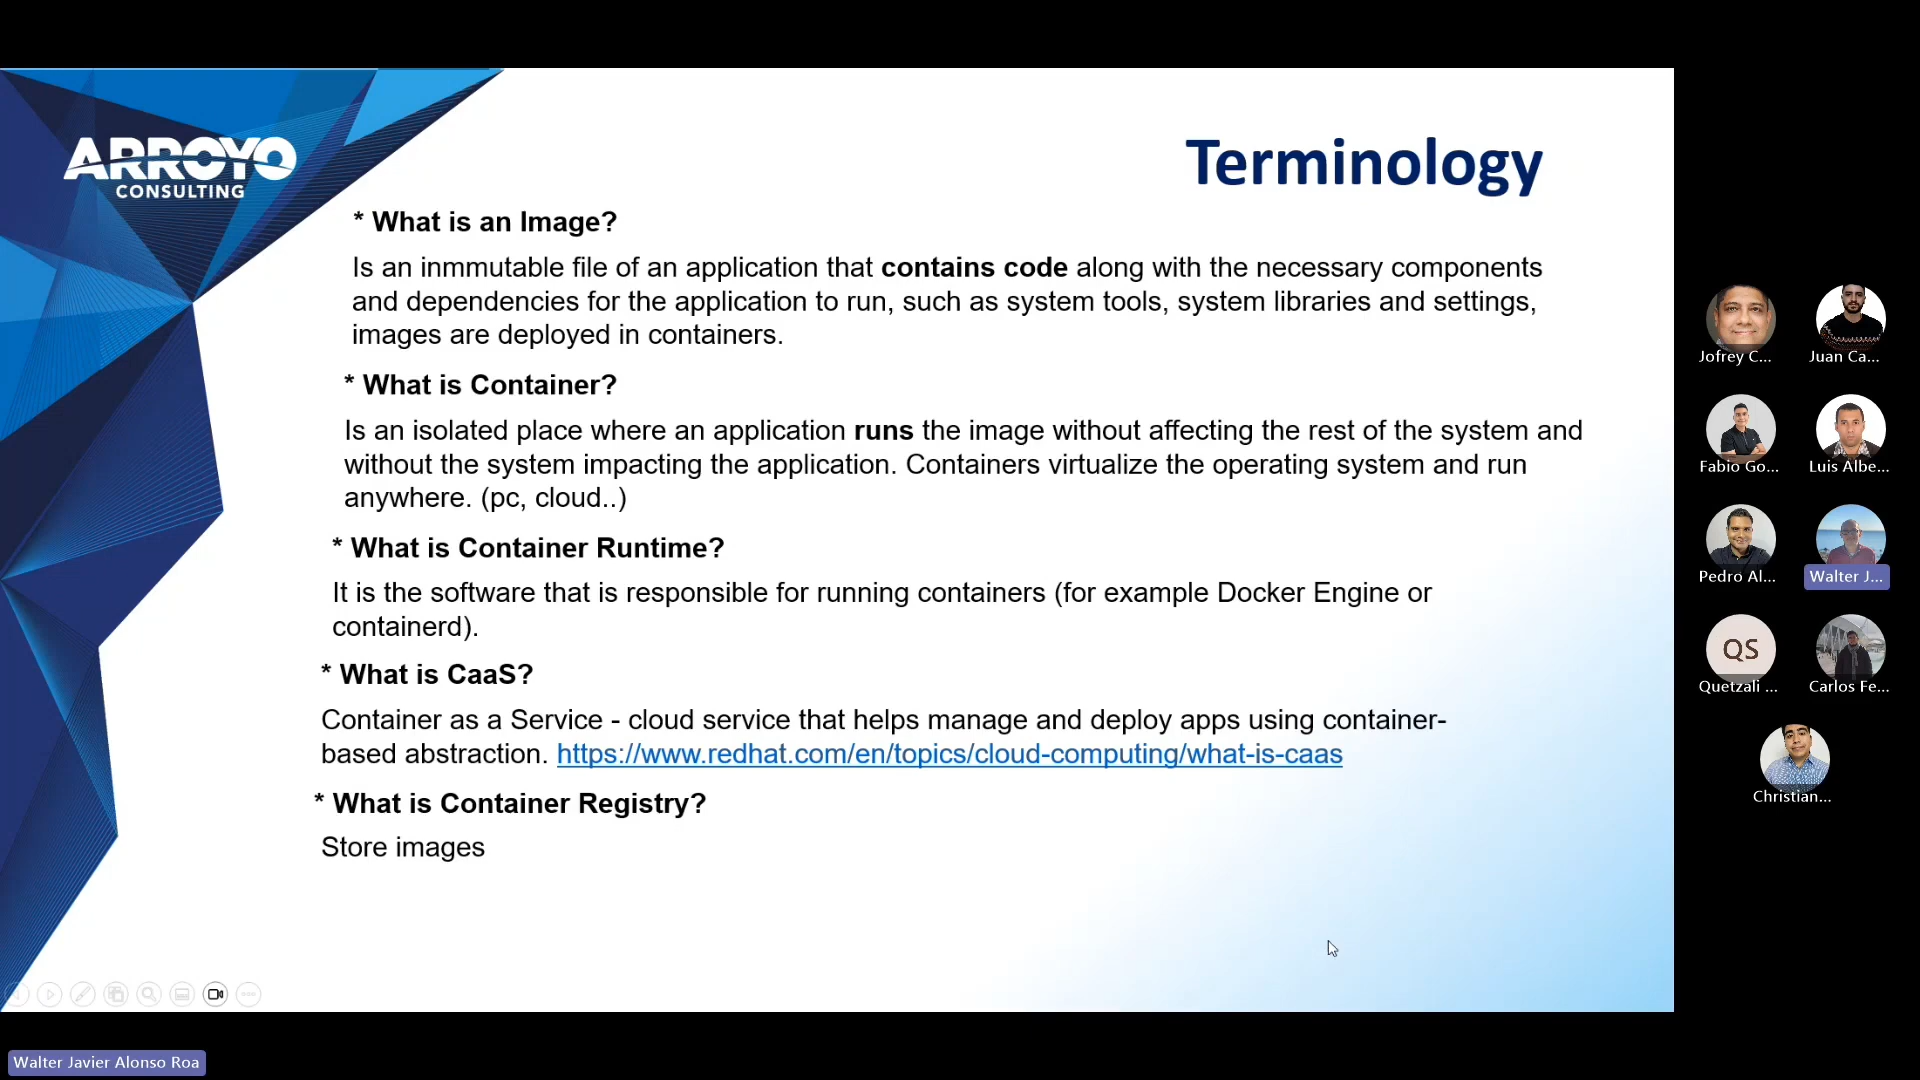 ARROYO
CONSULTING
Terminology
* What is an Image?
Is an inmmutable file of an application that contains code along with the necessary components
and dependencies for the application to run, such as system tools, system libraries and settings,
images are deployed in containers.
* What is Container?
Is an isolated place where an application runs the image without affecting the rest of the system and
without the system impacting the application. Containers virtualize the operating system and run
anywhere. (pc, cloud..)
* What is Container Runtime?
It is the software that is responsible for running containers (for example Docker Engine or
containerd).
* What is CaaS?
Container as a Service - cloud service that helps manage and deploy apps using container-
based abstraction. https://www.redhat.com/en/topics/cloud-computing/what-is-caas
* What is Container Registry?
Store images
Jofrey C...
Juan Ca...
Fabio Go...
Luis Albe...
Pedro Al...
Walter J...
QS
Quetzali ...
Carlos Fe...
Christian...
Walter Javier Alonso Roa